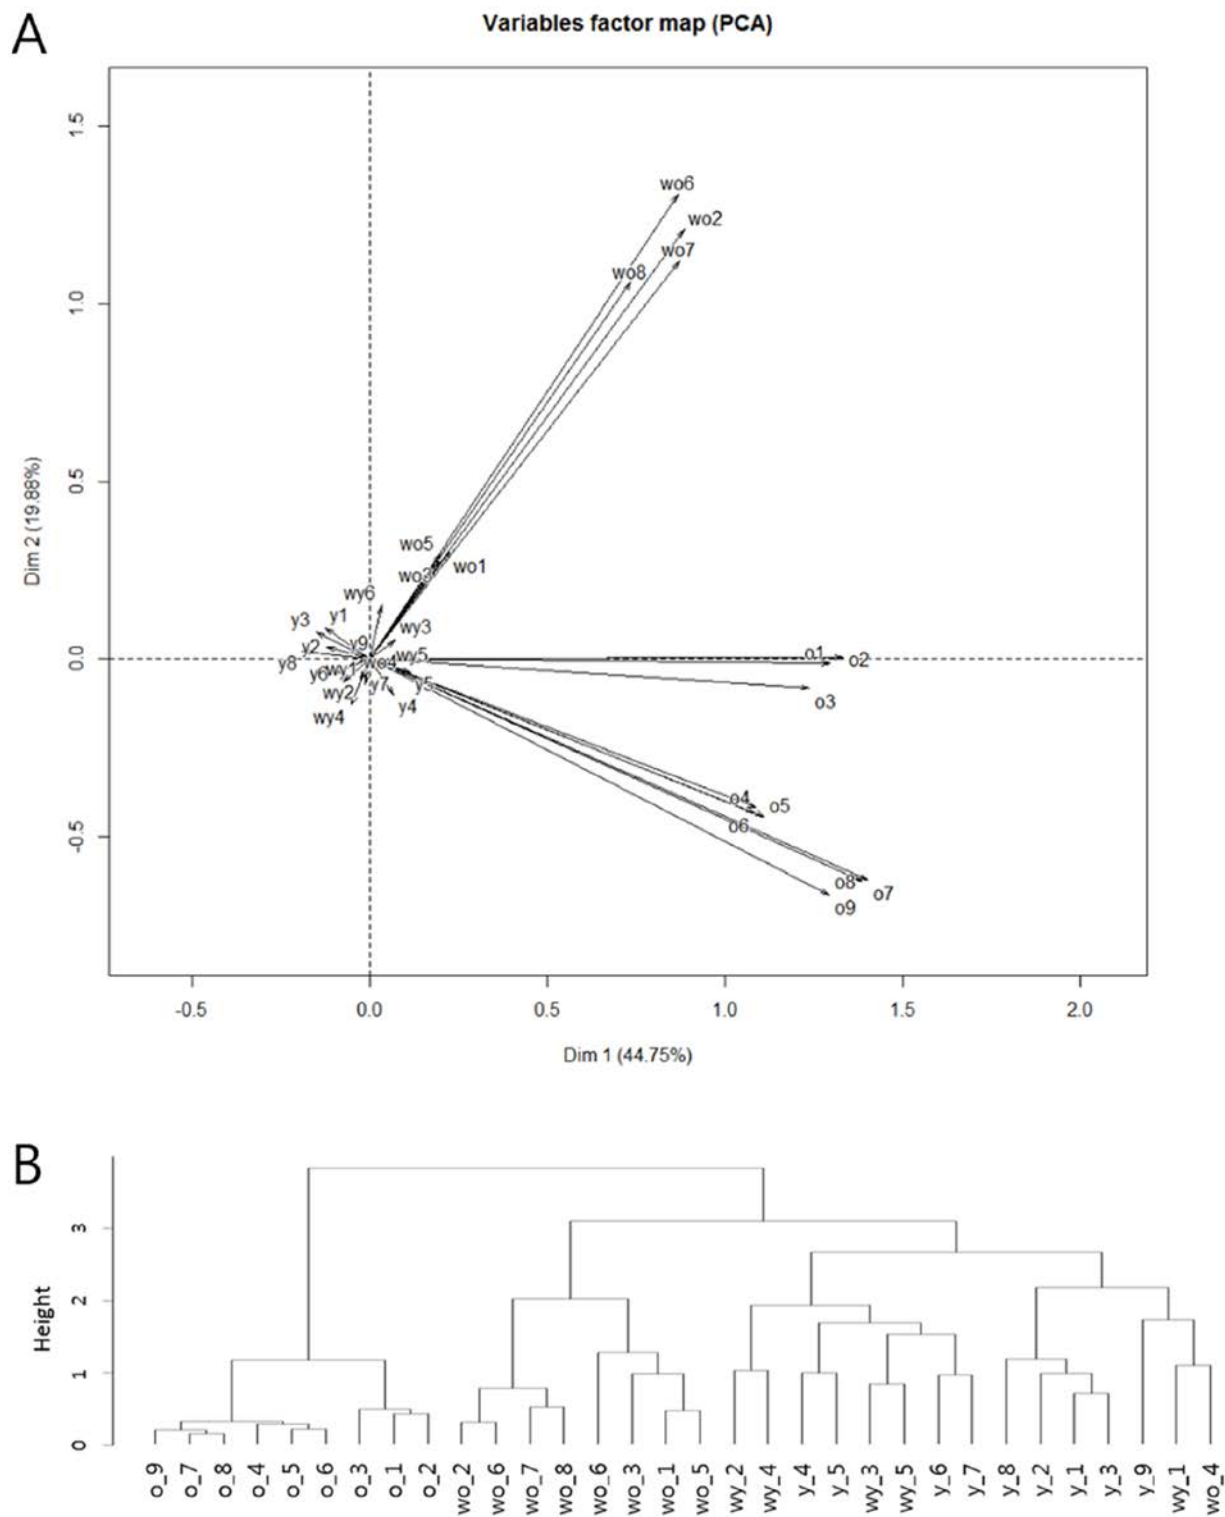 A
Variables factor map (PCA)
1.5
wo6
wo2
wo7
wo8
1.0
Dim 2 (19.88%)
0.5
wo5
wo1
wo3
wy6
y3
y1
wy3
y2
y9
wy5
0.0
o1
o2
y8
wo4
y6
wy1
y5
wy2
y7
y4
o3
wy4
o4
o5
o6
-0.5
o8
o7
o9
-0.5
0.0
0.5
1.0
1.5
2.0
Dim 1 (44.75%)
B
Height
3
2
1
0
o_9
o_7
o_8
o_4
o_5
o_6
o_3
o_1
o_2
wo_2
wo_6
wo_7
wo_8
wo_6
wo_3
wo_1
wo_5
wy_2
wy_4
y_4
y_5
wy_3
wy_5
y_6
y_7
y_8
y_2
y_1
y_3
y_9
wy_1
wo_4